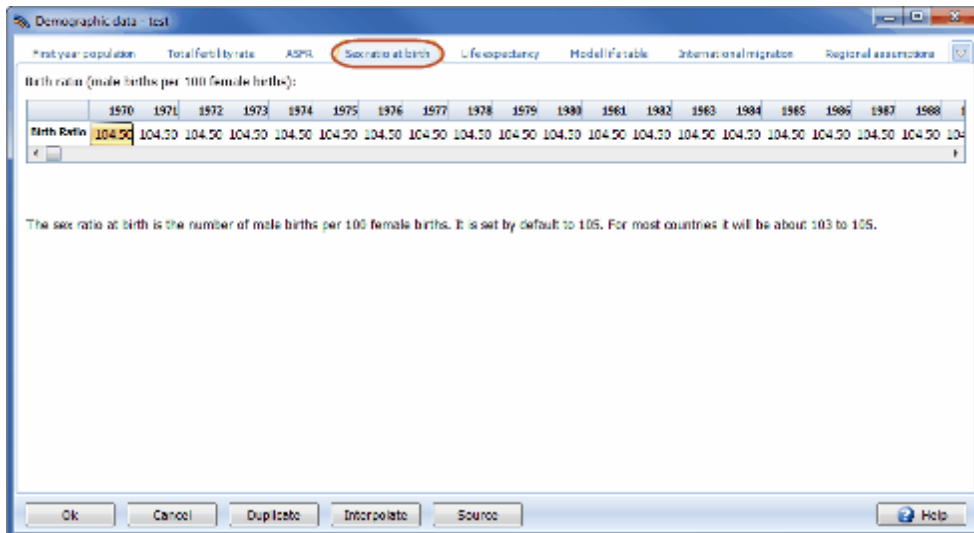 Demographic data - test
First year population Total fertility rate ASFR Sex ratio at birth Life expectancy Model life table International migration Regional assumptions
Birth ratio (male births per 100 female births):
1970 1971 1972 1973 1974 1975 1976 1977 1978 1979 1980 1981 1982 1983 1984 1985 1986 1987 1988 1
Birth Ratio 104.50 104.50 104.50 104.50 104.50 104.50 104.50 104.50 104.50 104.50 104.50 104.50 104.50 104.50 104.50 104.50 104.50 104.50 104.50 104
The sex ratio at birth is the number of male births per 100 female births. It is set by default to 105. For most countries it will be about 103 to 105.
Ok Cancel Duplicate Interpolate Source Help